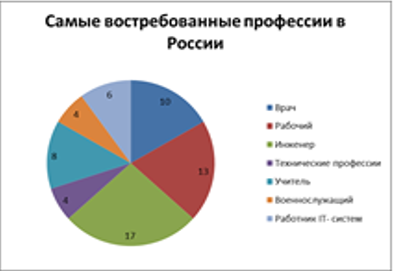 Самые востребованные профессии в
России
10
13
17
4
8
4
6
Врач
Рабочий
Инженер
Технические профессии
Учитель
Военнослужащий
Работник IT- систем